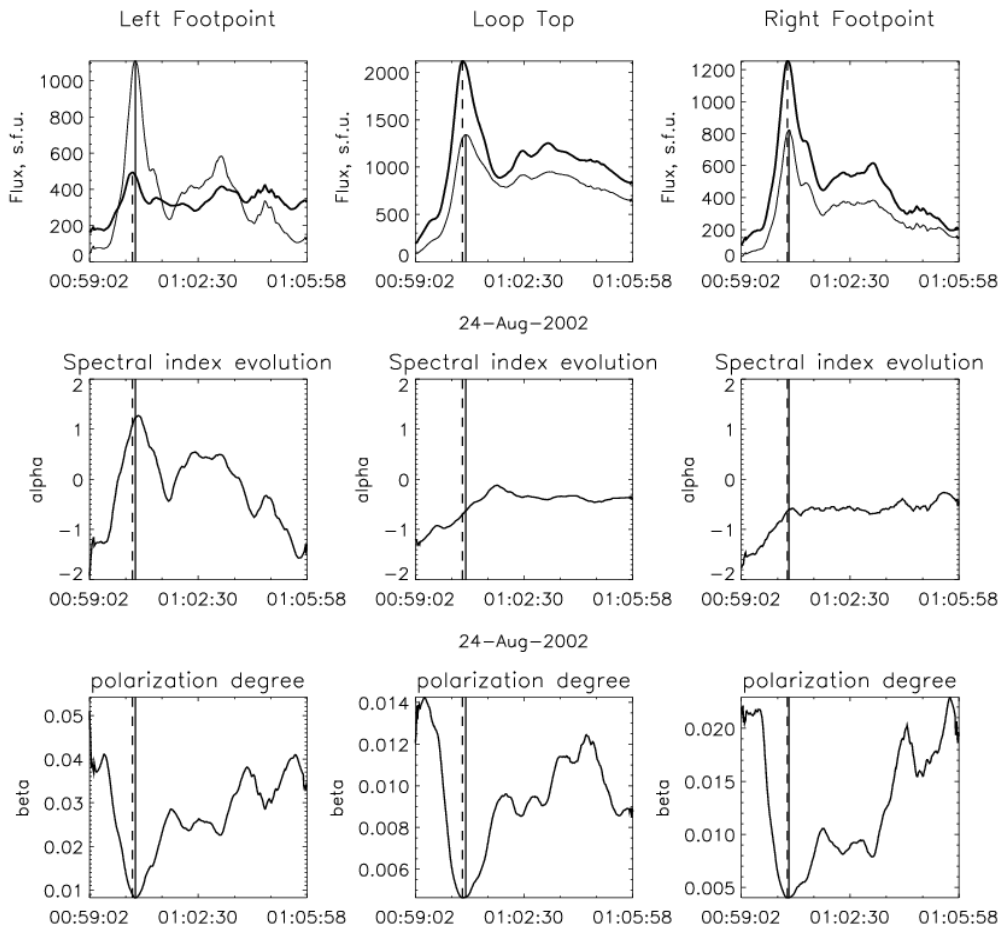 Left Footpoint Loop Top Right Footpoint
Flux, s.f.u.
1000
800
600
400
200
0
00:59:02 01:02:30 01:05:58
Flux, s.f.u.
2000
1500
1000
500
0
00:59:02 01:02:30 01:05:58
Flux, s.f.u.
1200
1000
800
600
400
200
0
00:59:02 01:02:30 01:05:58
24-Aug-2002
Spectral index evolution
alpha
2
1
0
-1
-2
00:59:02 01:02:30 01:05:58
Spectral index evolution
alpha
2
1
0
-1
-2
00:59:02 01:02:30 01:05:58
Spectral index evolution
alpha
2
1
0
-1
-2
00:59:02 01:02:30 01:05:58
24-Aug-2002
polarization degree
beta
0.05
0.04
0.03
0.02
0.01
00:59:02 01:02:30 01:05:58
polarization degree
beta
0.014
0.012
0.010
0.008
0.006
00:59:02 01:02:30 01:05:58
polarization degree
beta
0.020
0.015
0.010
0.005
00:59:02 01:02:30 01:05:58